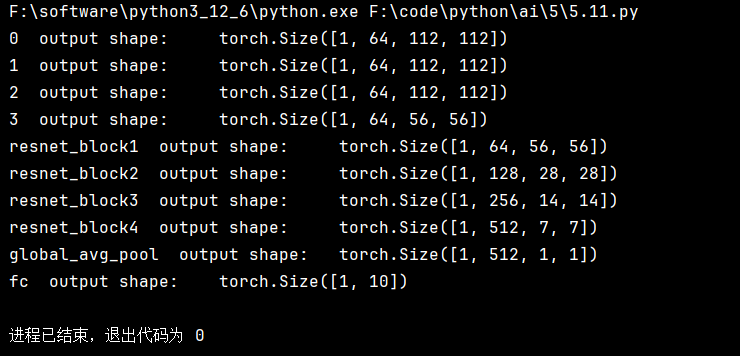 F:\software\python3_12_6\python.exe F:\code\python\ai\5\5.11.py
0  output shape:     torch.Size([1, 64, 112, 112])
1  output shape:     torch.Size([1, 64, 112, 112])
2  output shape:     torch.Size([1, 64, 112, 112])
3  output shape:     torch.Size([1, 64, 56, 56])
resnet_block1  output shape:     torch.Size([1, 64, 56, 56])
resnet_block2  output shape:     torch.Size([1, 128, 28, 28])
resnet_block3  output shape:     torch.Size([1, 256, 14, 14])
resnet_block4  output shape:     torch.Size([1, 512, 7, 7])
global_avg_pool  output shape:   torch.Size([1, 512, 1, 1])
fc  output shape:    torch.Size([1, 10])
进程已结束，退出代码为 0